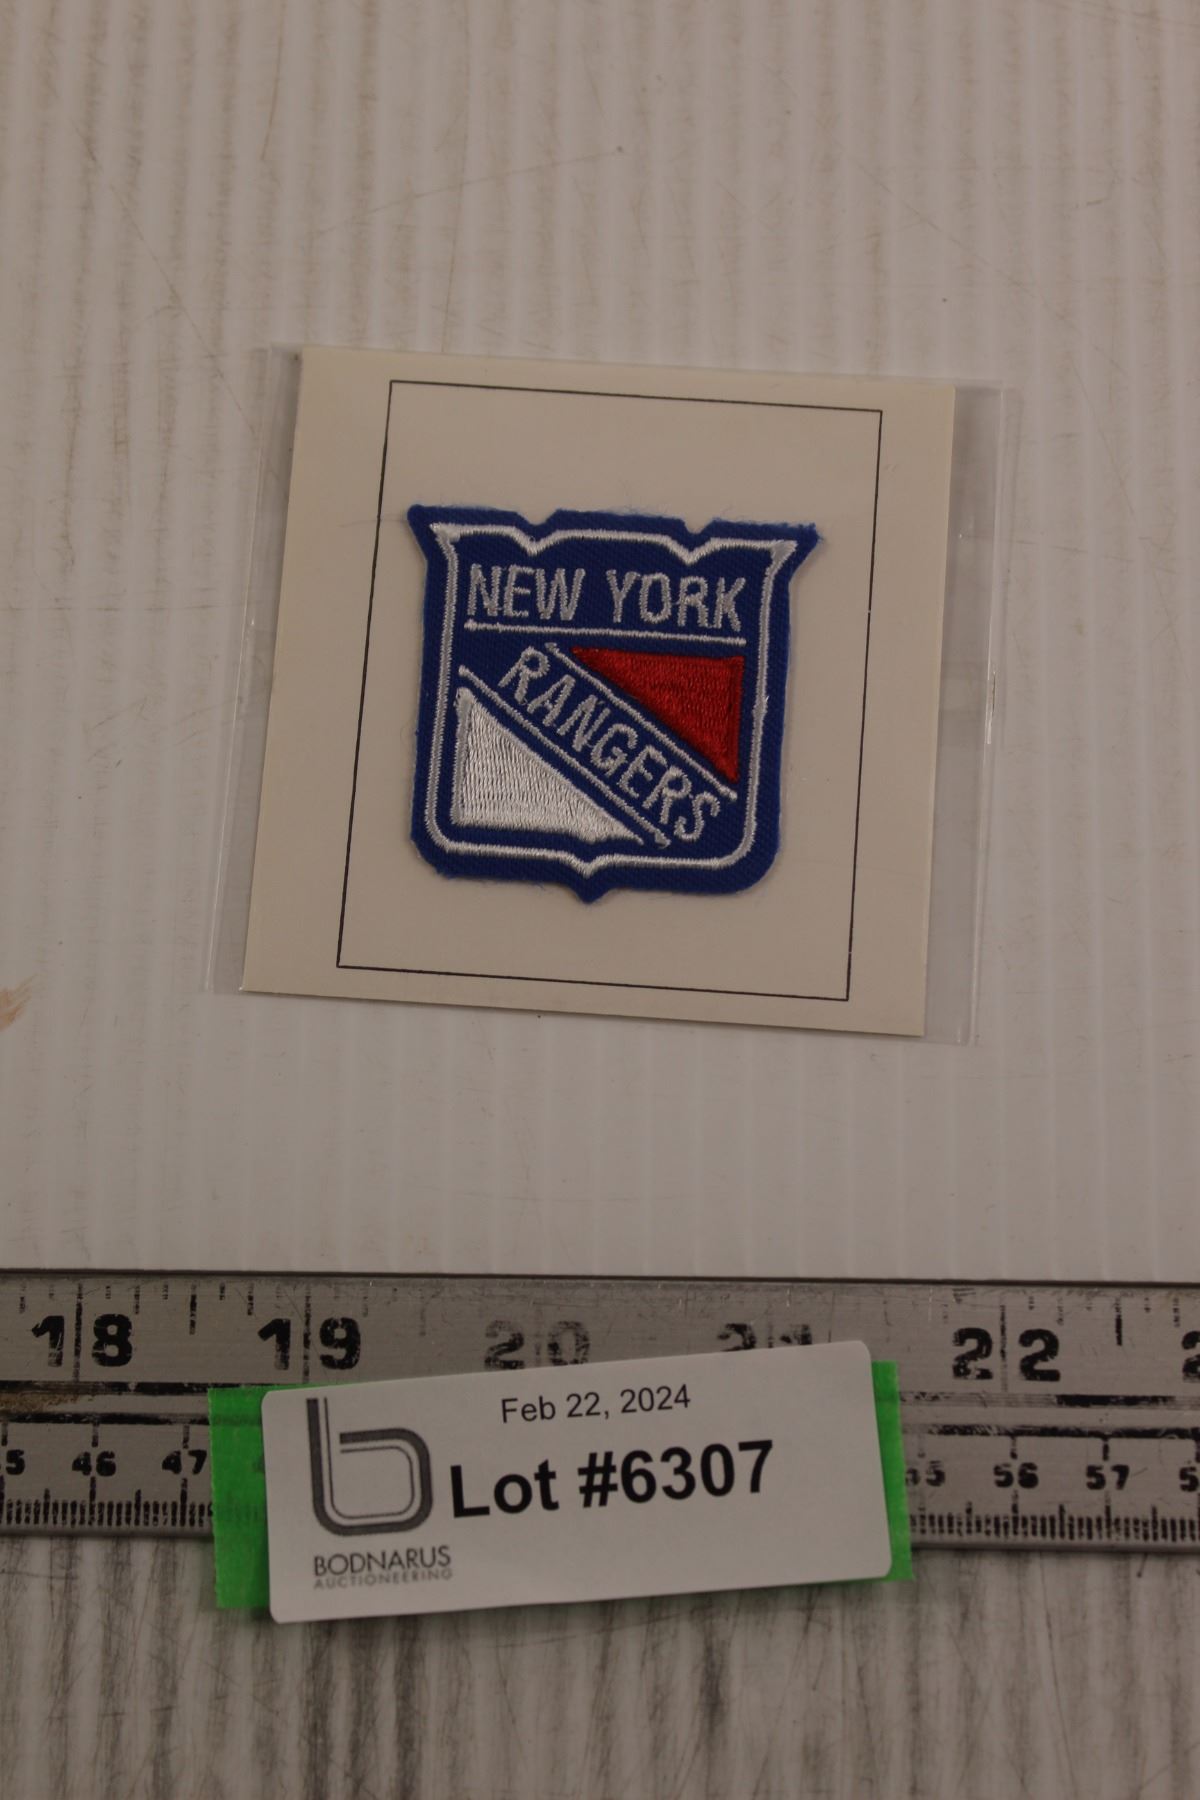 NEW YORK
RANGERS
18 19 20 21 22
Feb 22, 2024
Lot #6307
46 47 56 57
BODNARUS
AUCTIONEERING